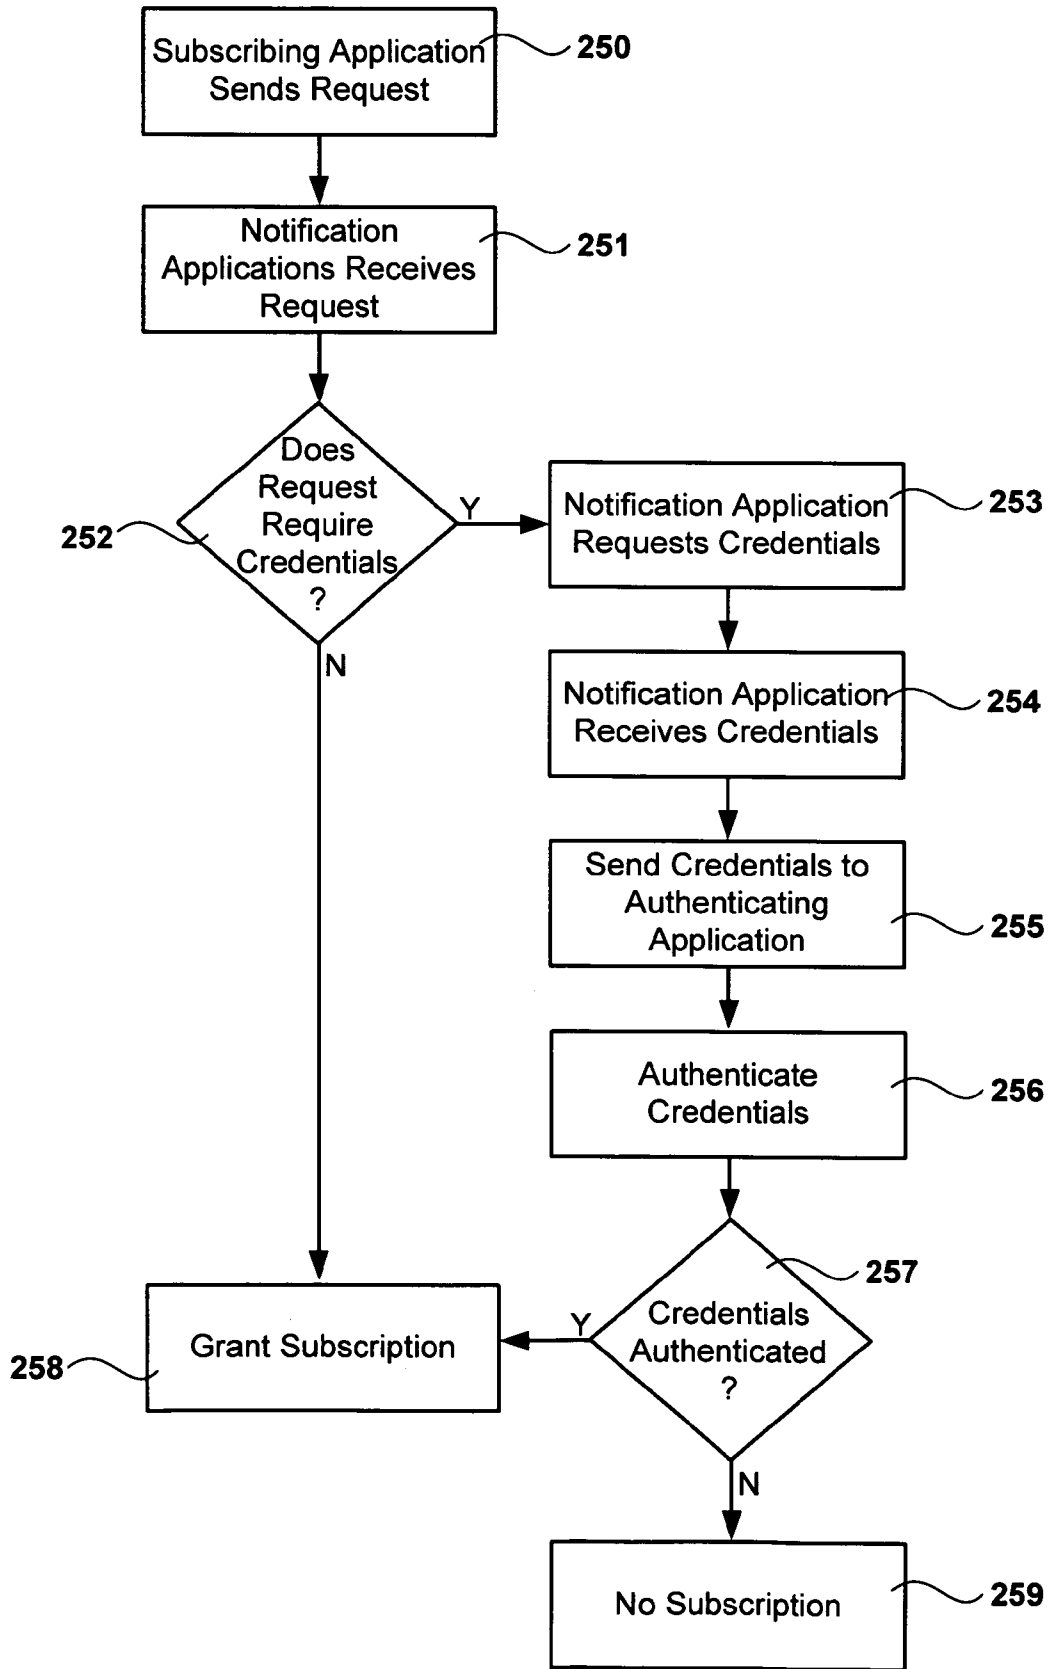 Subscribing Application
Sends Request
250
Notification
Applications Receives
Request
251
Does
Request
Require
Credentials
?
252
Y
N
Notification Application
Requests Credentials
253
Notification Application
Receives Credentials
254
Send Credentials to
Authenticating
Application
255
Authenticate
Credentials
256
257
Credentials
Authenticated
?
Y
N
Grant Subscription
258
No Subscription
259